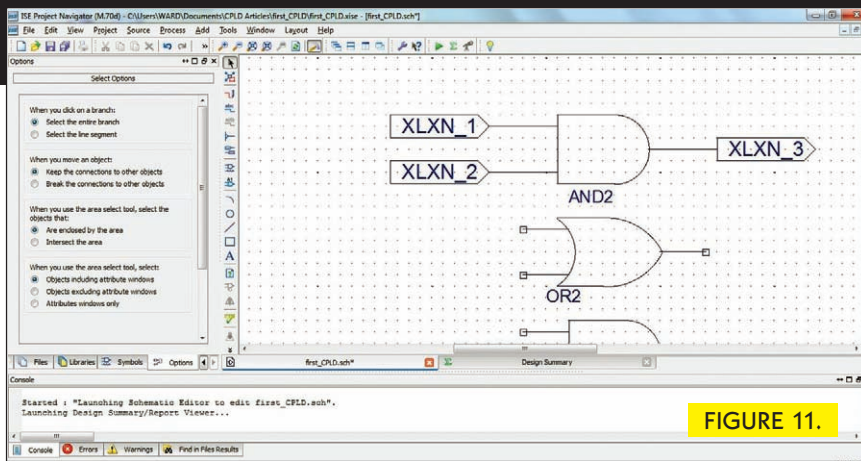 ISE Project Navigator (M.70d) - C:\Users\WARD\Documents\CPLD Articles\first_CPLD\first_CPLD.xise - [first_CPLD.sch*]
File Edit View Project Source Process Add Tools Window Layout Help
Options
Select Options
When you click on a branch:
Select the entire branch
Select the line segment
When you move an object:
Keep the connections to other objects
Break the connections to other objects
When you use the area select tool, select the
objects that:
Are enclosed by the area
Intersect the area
When you use the area select tool, select:
Objects including attribute windows
Objects excluding attribute windows
Attributes windows only
XLXN_1
XLXN_2
XLXN_3
AND2
OR2
Files Libraries Symbols Options
first_CPLD.sch*
Design Summary
Console
Started : "Launching Schematic Editor to edit first_CPLD.sch".
Launching Design Summary/Report Viewer...
Console Errors Warnings Find in Files Results
FIGURE 11.